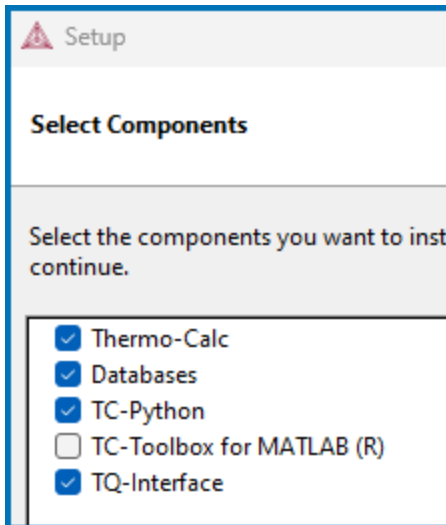 Setup
Select Components
Select the components you want to inst
continue.
Thermo-Calc
Databases
TC-Python
TC-Toolbox for MATLAB (R)
TQ-Interface